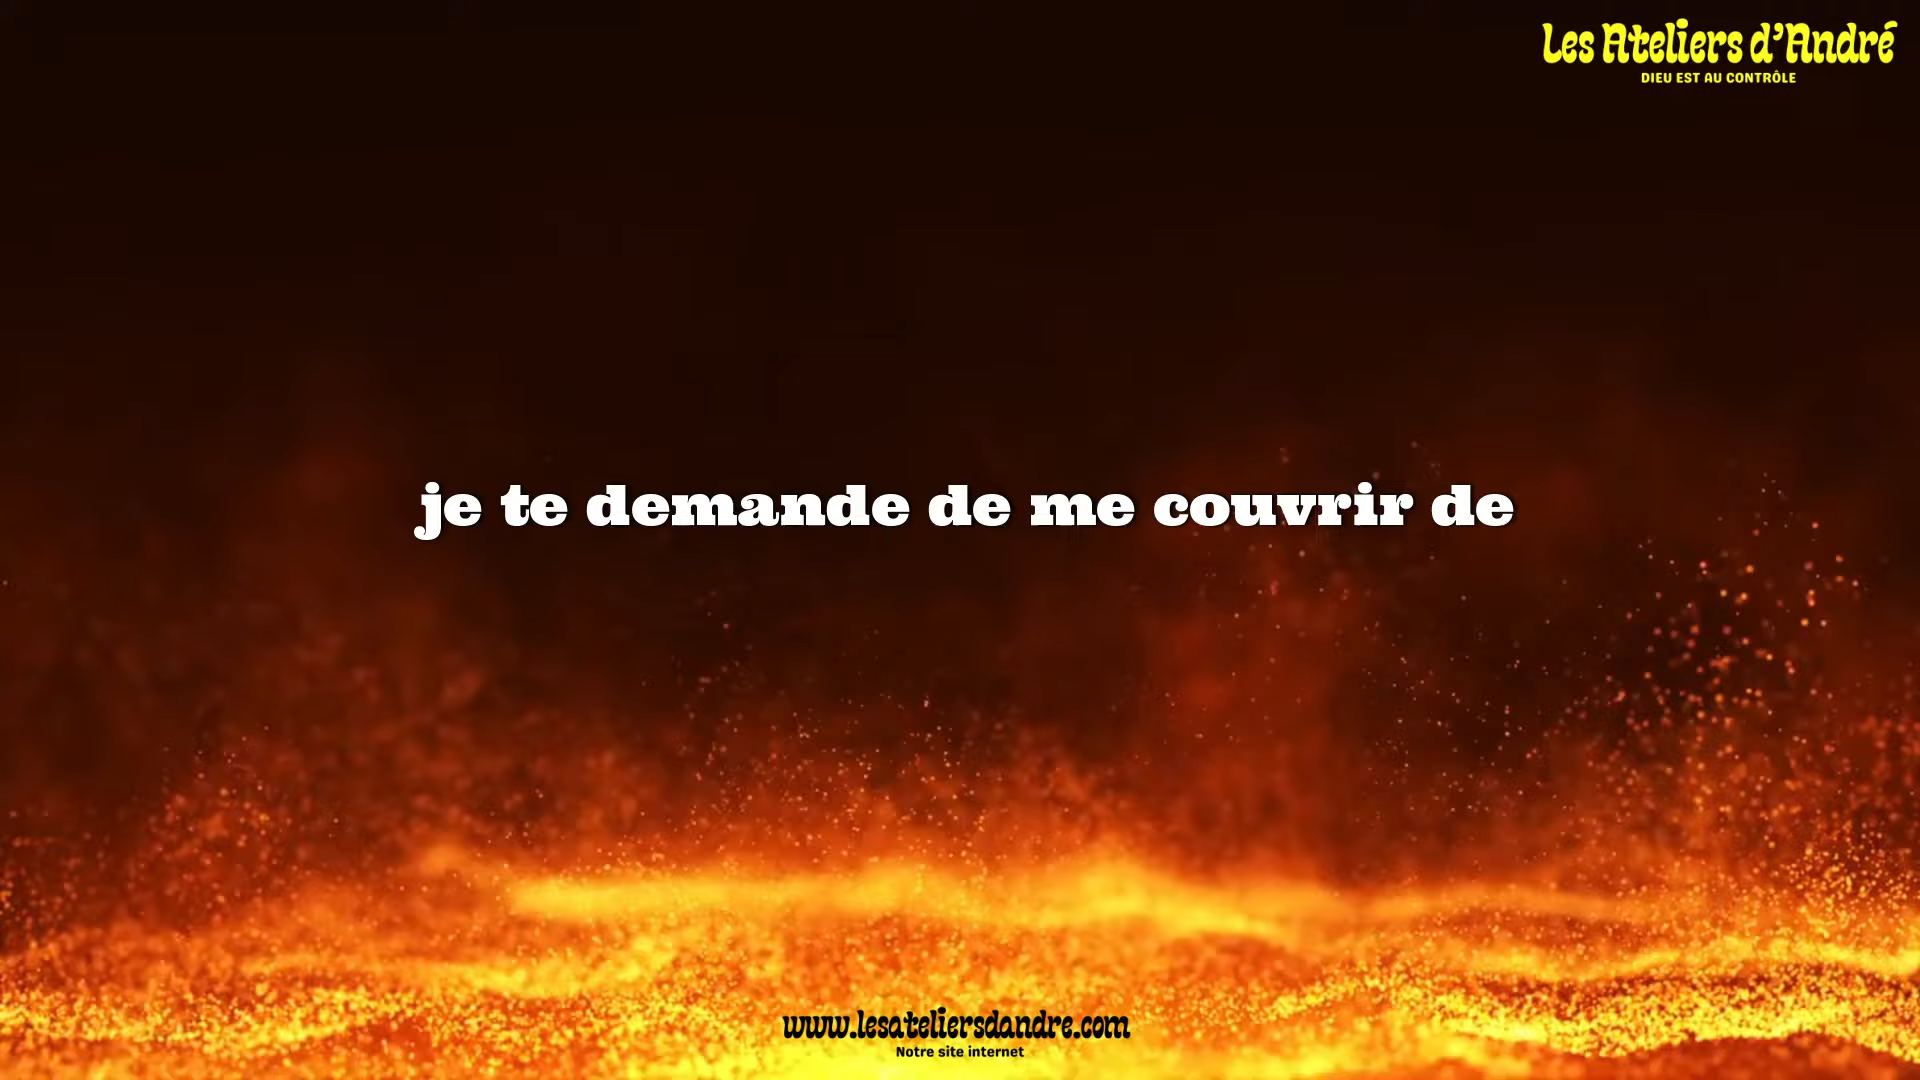 Les Ateliers d'André
DIEU EST AU CONTRÔLE
je te demande de me couvrir de
www.lesateliersdandre.com
Notre site internet